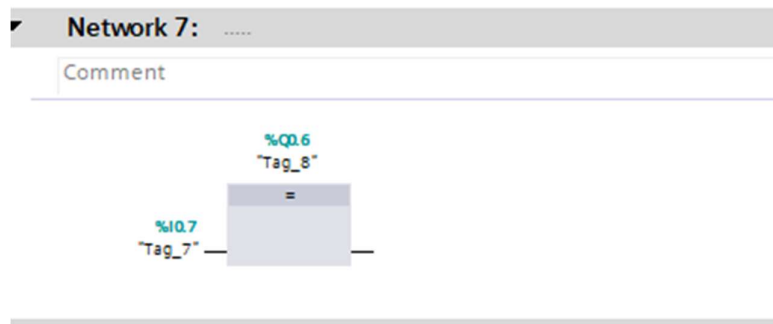 Network 7: .....
Comment
%Q0.6
"Tag_8"
=
%I0.7
"Tag_7"